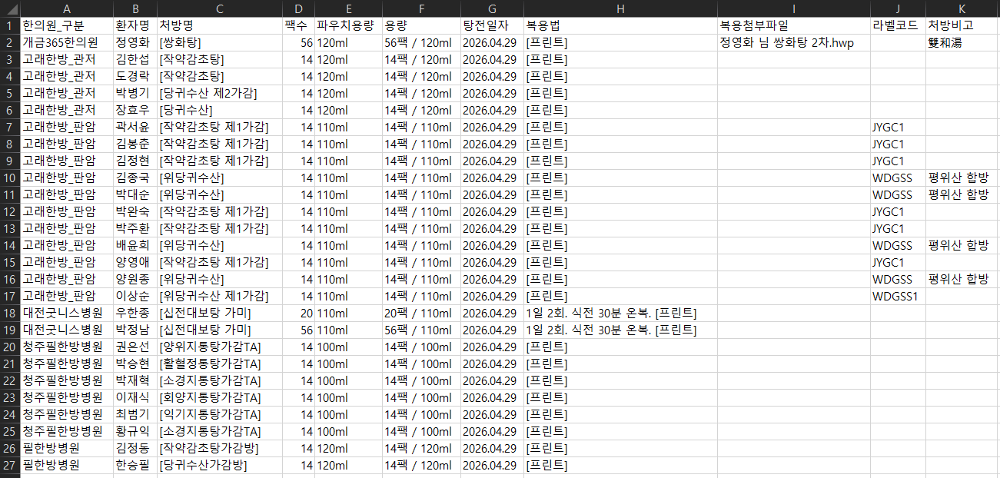 A B C D E F G H I J K
1 한의원_구분 환자명 처방명 팩수 파우치용량 용량 탕전일자 복용법 복용첨부파일 라벨코드 처방비고
2 개금365한의원 정영화 [쌍화탕] 56 120ml 56팩 / 120ml 2026.04.29 [프린트] 정영화 님 쌍화탕 2차.hwp 雙和湯
3 고래한방_관저 김한섭 [작약감초탕] 14 120ml 14팩 / 120ml 2026.04.29 [프린트]
4 고래한방_관저 도경락 [작약감초탕] 14 120ml 14팩 / 120ml 2026.04.29 [프린트]
5 고래한방_관저 박병기 [당귀수산 제2가감] 14 120ml 14팩 / 120ml 2026.04.29 [프린트]
6 고래한방_관저 장효우 [당귀수산] 14 120ml 14팩 / 120ml 2026.04.29 [프린트]
7 고래한방_판암 곽서윤 [작약감초탕 제1가감] 14 110ml 14팩 / 110ml 2026.04.29 [프린트] JYGC1
8 고래한방_판암 김봉춘 [작약감초탕 제1가감] 14 110ml 14팩 / 110ml 2026.04.29 [프린트] JYGC1
9 고래한방_판암 김정현 [작약감초탕 제1가감] 14 110ml 14팩 / 110ml 2026.04.29 [프린트] JYGC1
10 고래한방_판암 김종국 [위당귀수산] 14 110ml 14팩 / 110ml 2026.04.29 [프린트] WDGSS 평위산 합방
11 고래한방_판암 박대순 [위당귀수산] 14 110ml 14팩 / 110ml 2026.04.29 [프린트] WDGSS 평위산 합방
12 고래한방_판암 박완숙 [작약감초탕 제1가감] 14 110ml 14팩 / 110ml 2026.04.29 [프린트] JYGC1
13 고래한방_판암 박주환 [작약감초탕 제1가감] 14 110ml 14팩 / 110ml 2026.04.29 [프린트] JYGC1
14 고래한방_판암 배윤희 [위당귀수산] 14 110ml 14팩 / 110ml 2026.04.29 [프린트] WDGSS 평위산 합방
15 고래한방_판암 양영애 [작약감초탕 제1가감] 14 110ml 14팩 / 110ml 2026.04.29 [프린트] JYGC1
16 고래한방_판암 양원종 [위당귀수산] 14 110ml 14팩 / 110ml 2026.04.29 [프린트] WDGSS 평위산 합방
17 고래한방_판암 이상순 [위당귀수산 제1가감] 14 110ml 14팩 / 110ml 2026.04.29 [프린트] WDGSS1
18 대전굿니스병원 우한종 [십전대보탕 가미] 20 110ml 20팩 / 110ml 2026.04.29 1일 2회. 식전 30분 온복. [프린트]
19 대전굿니스병원 박정남 [십전대보탕 가미] 56 110ml 56팩 / 110ml 2026.04.29 1일 2회. 식전 30분 온복. [프린트]
20 청주필한방병원 권은선 [양위지통탕가감TA] 14 100ml 14팩 / 100ml 2026.04.29 [프린트]
21 청주필한방병원 박승현 [활혈정통탕가감TA] 14 100ml 14팩 / 100ml 2026.04.29 [프린트]
22 청주필한방병원 박재혁 [소경지통탕가감TA] 14 100ml 14팩 / 100ml 2026.04.29 [프린트]
23 청주필한방병원 이재식 [회양지통탕가감TA] 14 100ml 14팩 / 100ml 2026.04.29 [프린트]
24 청주필한방병원 최범기 [익기지통탕가감TA] 14 100ml 14팩 / 100ml 2026.04.29 [프린트]
25 청주필한방병원 황규익 [소경지통탕가감TA] 14 100ml 14팩 / 100ml 2026.04.29 [프린트]
26 필한방병원 김정동 [작약감초탕가감방] 14 120ml 14팩 / 120ml 2026.04.29 [프린트]
27 필한방병원 한승필 [당귀수산가감방] 14 120ml 14팩 / 120ml 2026.04.29 [프린트]